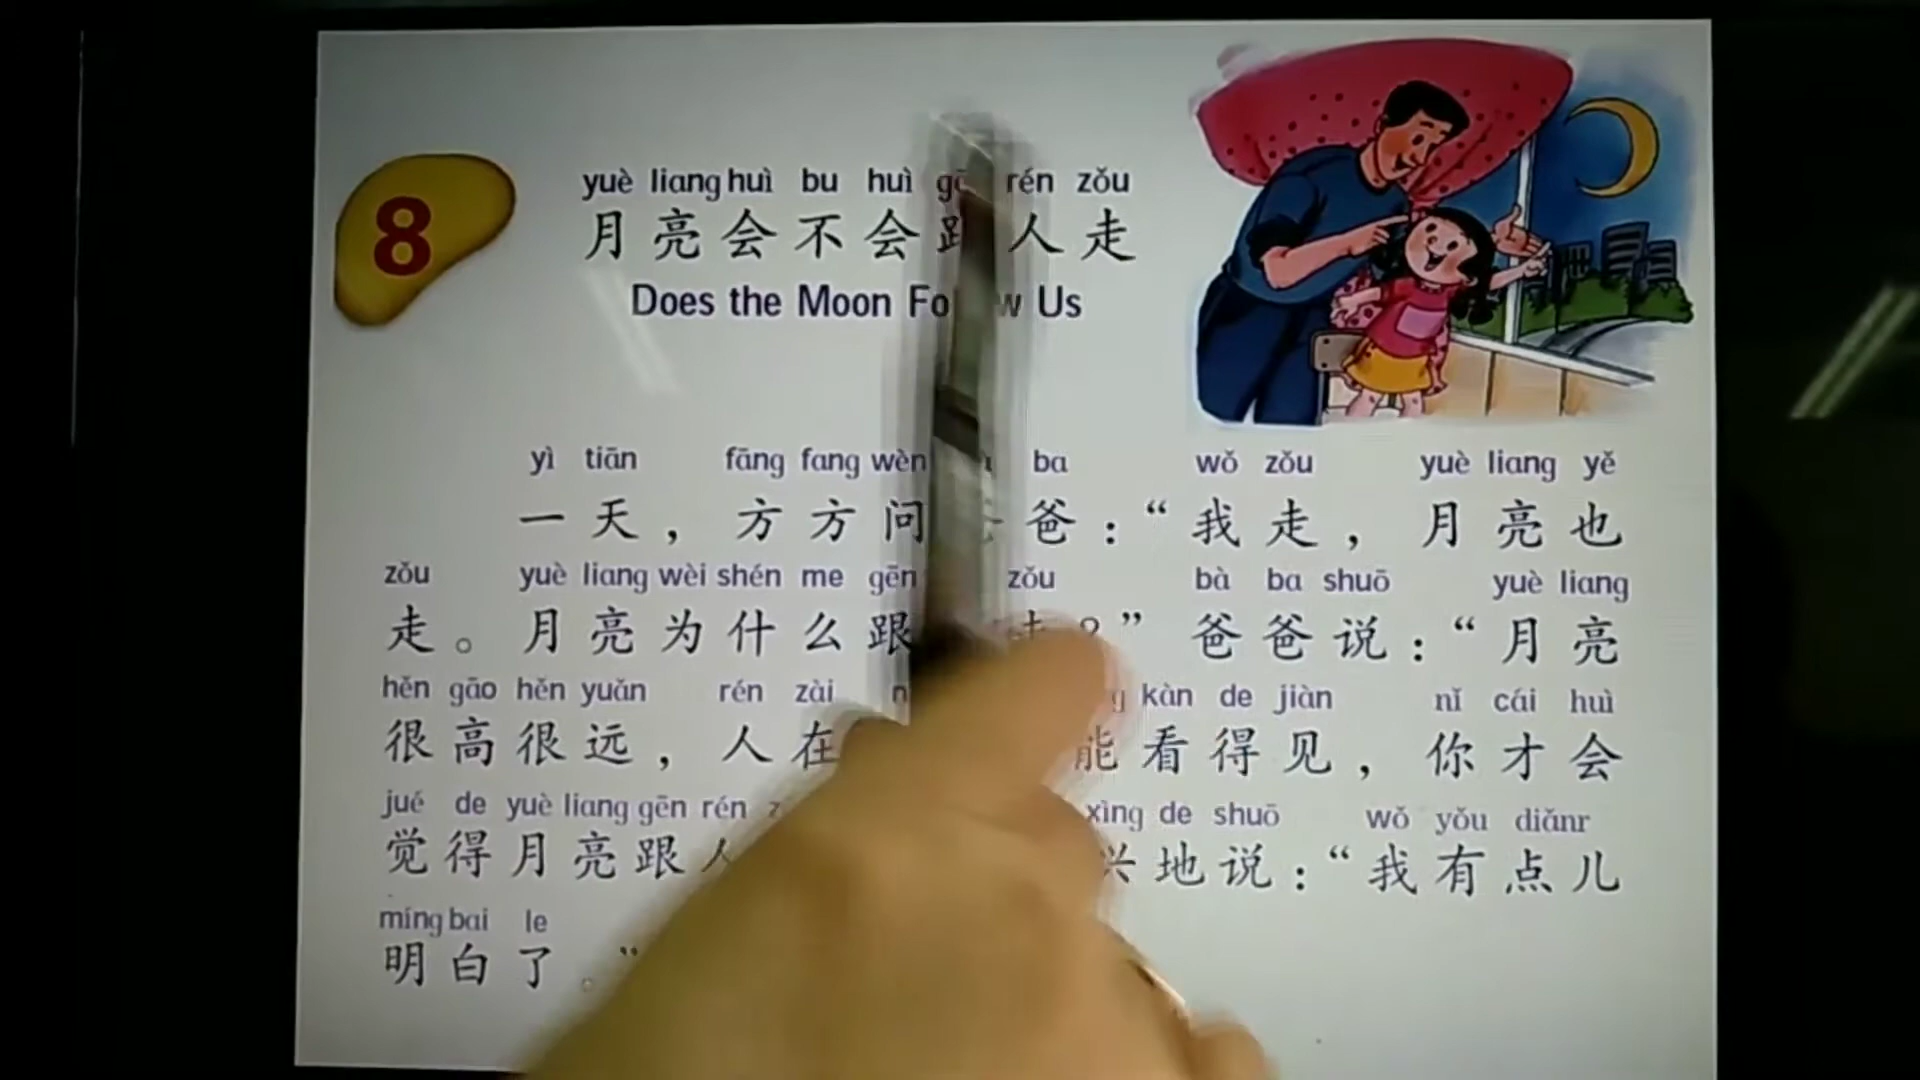 8
yuè liang huì bu huì rén zǒu
月亮会不会跟人走
Does the Moon Us
yì tiān fāng fang wèn ba wǒ zǒu yuè liang yě
一天，方方问 爸：“我走，月亮也
zǒu yuè liang wèi shén me gēn zǒu bà ba shuō yuè liang
走。月亮为什么跟 走？” 爸爸说：“月亮
hěn gāo hěn yuǎn rén zài kàn de jiàn nǐ cái huì
很高很远，人在 能看得见，你才会
jué de yuè liang gēn rén xìng de shuō wǒ yǒu diǎnr
觉得月亮跟人 兴地说：“我有点儿
míng bai le
明白了。”